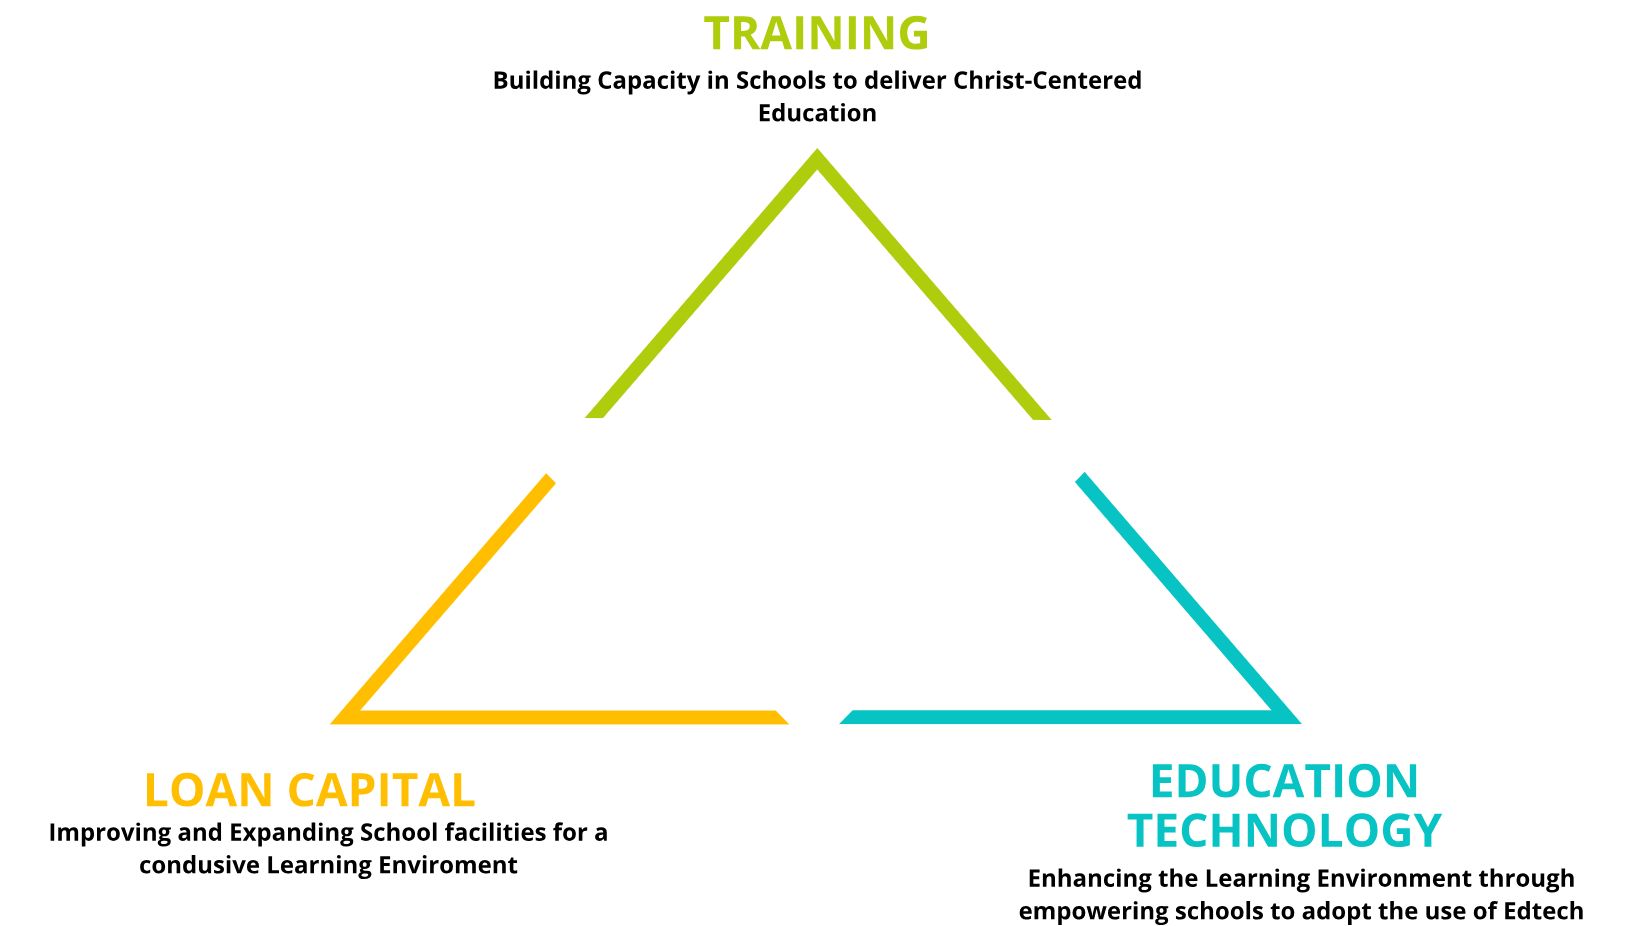 TRAINING
Building Capacity in Schools to deliver Christ-Centered
Education
LOAN CAPITAL
Improving and Expanding School facilities for a
condusive Learning Enviroment
EDUCATION
TECHNOLOGY
Enhancing the Learning Environment through
empowering schools to adopt the use of Edtech